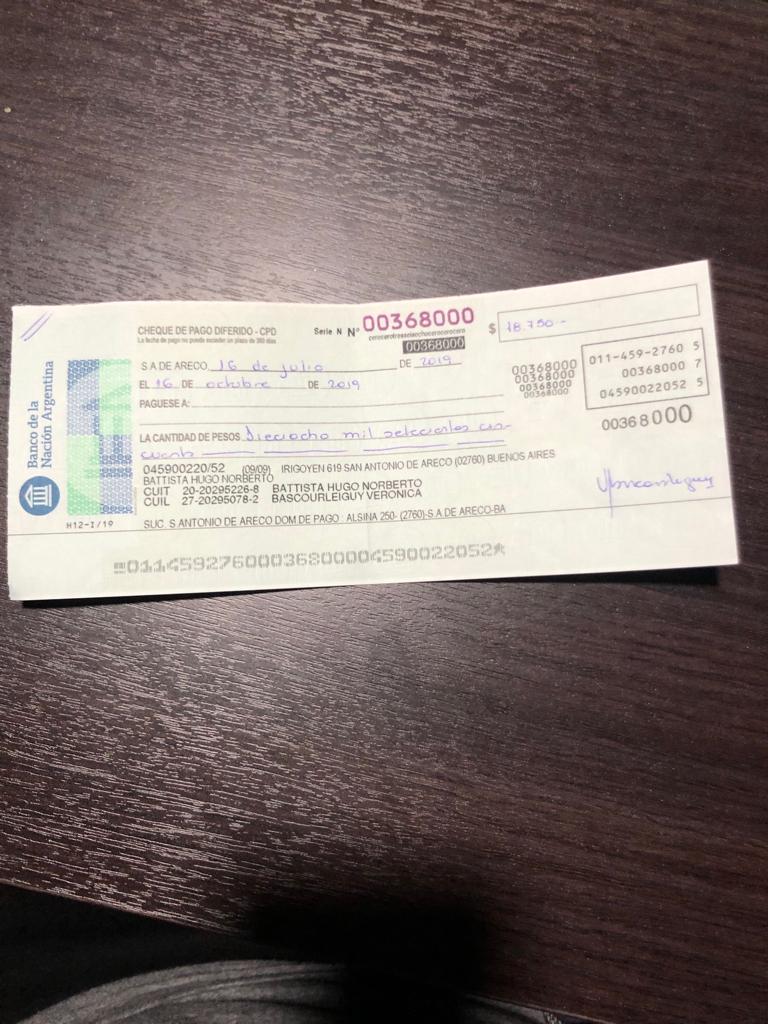 Banco de la
Nación Argentina
H12-I/19
CHEQUE DE PAGO DIFERIDO - CPD
La fecha de pago no puede exceder un plazo de 360 días
Serie N Nº 00368000
cerocerotresseisochocerocerocero
00368000
$ 18.750.-
S.A DE ARECO, 16 de julio DE 2019
EL 16 DE octubre DE 2019
PAGUESE A:
LA CANTIDAD DE PESOS Dieciocho mil setecientos cin-
cuenta
00368000
00368000
00368000
00368000
011-459-2760 5
00368000 7
04590022052 5
00368000
045900220/52 (09/09) IRIGOYEN 619 SAN ANTONIO DE ARECO (02760) BUENOS AIRES
BATTISTA HUGO NORBERTO
CUIT 20-20295226-8 BATTISTA HUGO NORBERTO
CUIL 27-20295078-2 BASCOURLEIGUY VERONICA
SUC. S ANTONIO DE ARECO DOM DE PAGO : ALSINA 250- (2760)-S.A DE ARECO-BA
01145927600036800004590022052